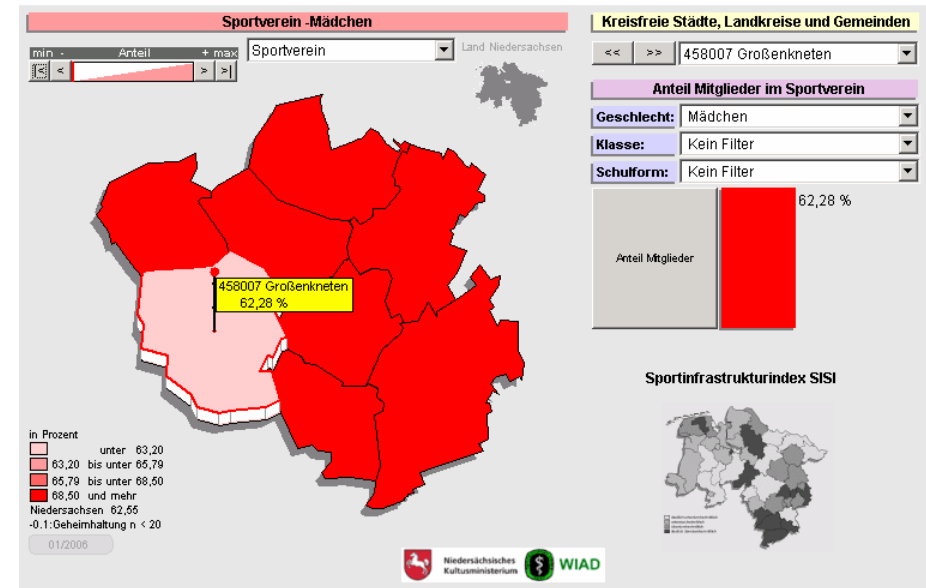 Sportverein -Mädchen
min - Anteil + max
|< < > >|
Sportverein
Land Niedersachsen
Kreisfreie Städte, Landkreise und Gemeinden
<< >> 458007 Großenkneten
Anteil Mitglieder im Sportverein
Geschlecht: Mädchen
Klasse: Kein Filter
Schulform: Kein Filter
Anteil Mitglieder
62,28 %
458007 Großenkneten
62,28 %
Sportinfrastrukturindex SISI
in Prozent
unter 63,20
63,20 bis unter 65,79
65,79 bis unter 68,50
68,50 und mehr
Niedersachsen 62,55
-0.1:Geheimhaltung n < 20
01/2006
Niedersächsisches
Kultusministerium
WIAD